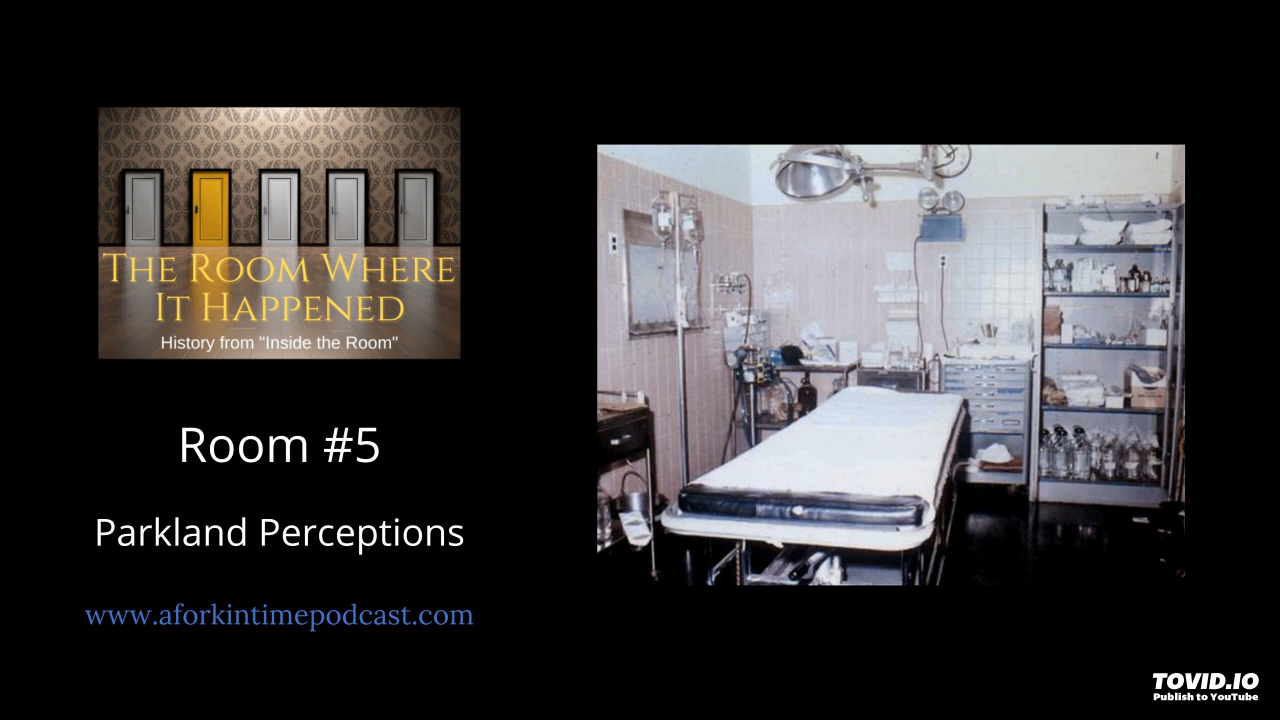 THE ROOM WHERE
IT HAPPENED
History from "Inside the Room"
Room #5
Parkland Perceptions
www.aforkintimepodcast.com
TOVID.IO
Publish to YouTube